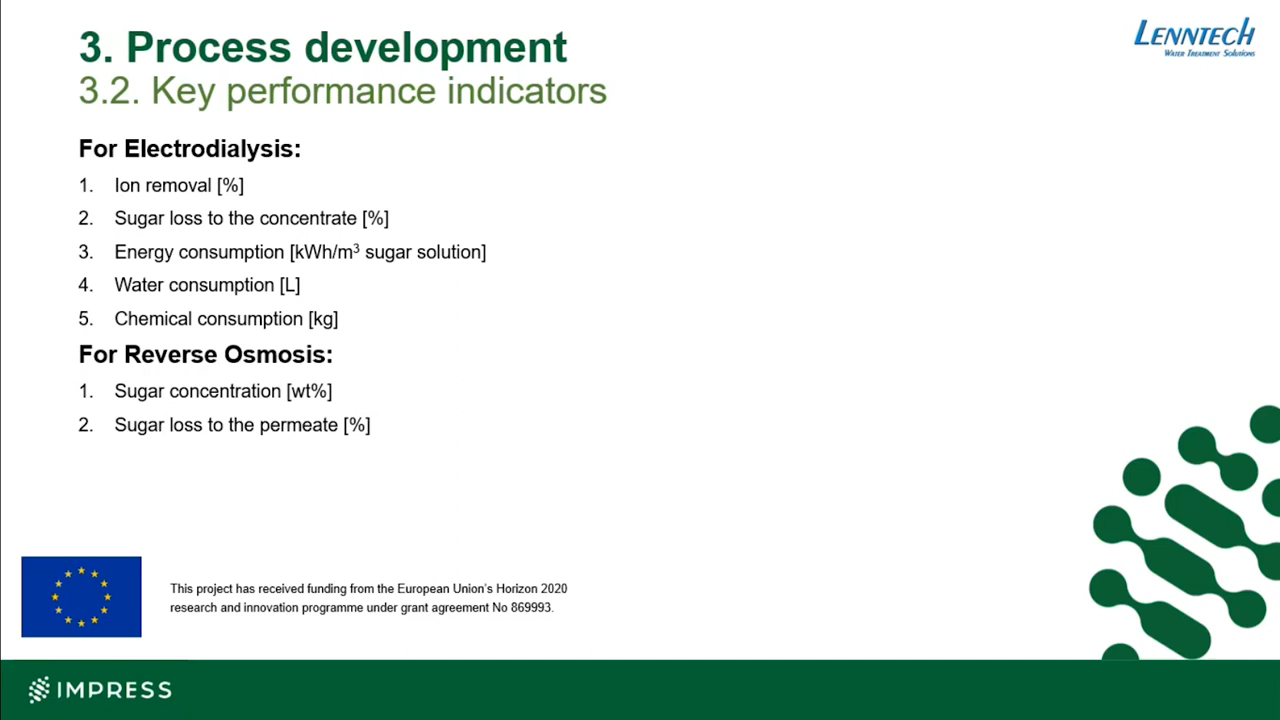 3. Process development
3.2. Key performance indicators
LENNTECH
WATER TREATMENT SOLUTIONS
For Electrodialysis:
1. Ion removal [%]
2. Sugar loss to the concentrate [%]
3. Energy consumption [kWh/m³ sugar solution]
4. Water consumption [L]
5. Chemical consumption [kg]
For Reverse Osmosis:
1. Sugar concentration [wt%]
2. Sugar loss to the permeate [%]
This project has received funding from the European Union's Horizon 2020
research and innovation programme under grant agreement No 869993.
IMPRESS